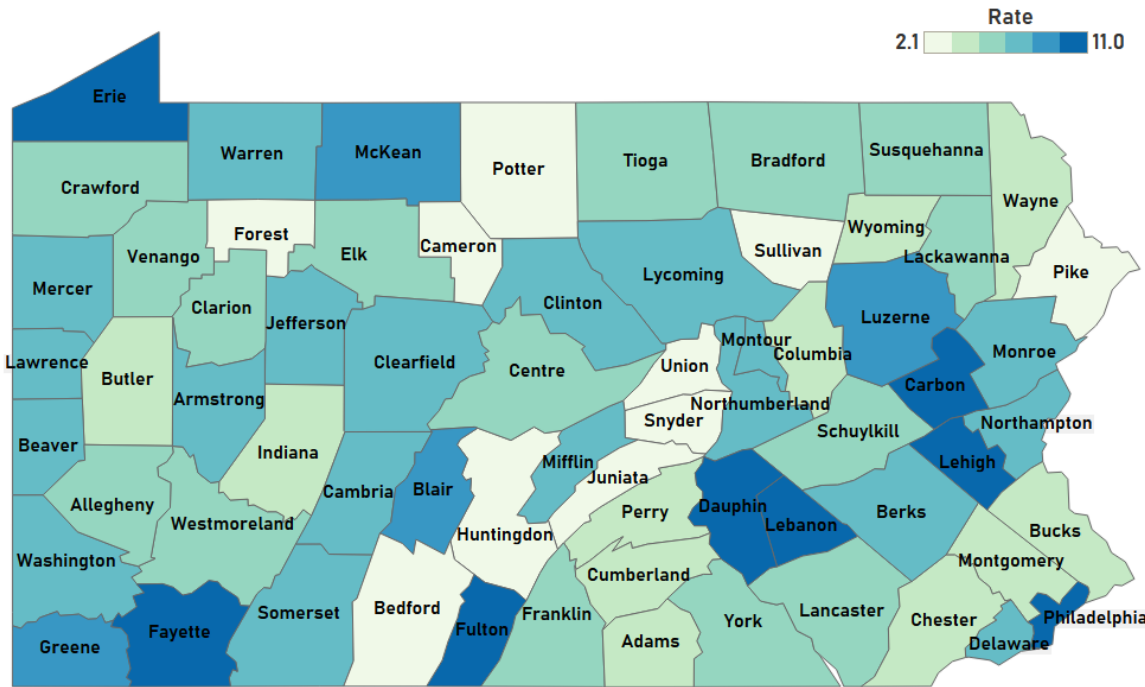 Rate
2.1 11.0
Erie
Warren
McKean
Potter
Tioga
Bradford
Susquehanna
Wayne
Crawford
Forest
Elk
Cameron
Sullivan
Wyoming
Lackawanna
Pike
Venango
Mercer
Clarion
Jefferson
Clinton
Lycoming
Luzerne
Lawrence
Butler
Armstrong
Clearfield
Centre
Union
Montour
Columbia
Carbon
Monroe
Beaver
Indiana
Snyder
Northumberland
Schuylkill
Northampton
Allegheny
Westmoreland
Cambria
Blair
Mifflin
Juniata
Lehigh
Huntingdon
Perry
Dauphin
Lebanon
Berks
Bucks
Washington
Cumberland
Montgomery
Greene
Fayette
Somerset
Bedford
Fulton
Franklin
Adams
York
Lancaster
Chester
Delaware
Philadelphia